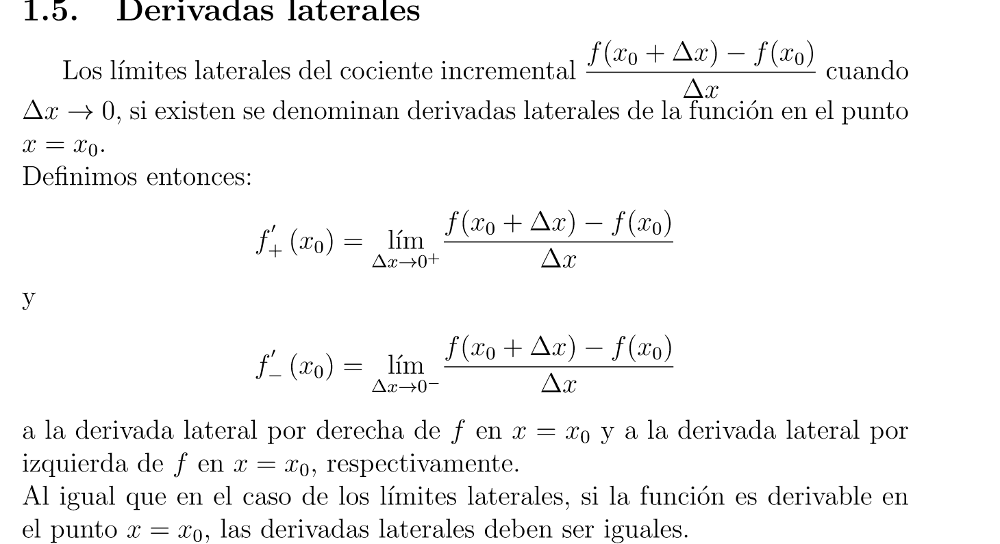 1.5. Derivadas laterales
Los límites laterales del cociente incremental $\frac{f(x_0 + \Delta x) - f(x_0)}{\Delta x}$ cuando
$\Delta x \to 0$, si existen se denominan derivadas laterales de la función en el punto
$x = x_0$.
Definimos entonces:
$f'_+(x_0) = \lím_{\Delta x \to 0^+} \frac{f(x_0 + \Delta x) - f(x_0)}{\Delta x}$
y
$f'_-(x_0) = \lím_{\Delta x \to 0^-} \frac{f(x_0 + \Delta x) - f(x_0)}{\Delta x}$
a la derivada lateral por derecha de $f$ en $x = x_0$ y a la derivada lateral por
izquierda de $f$ en $x = x_0$, respectivamente.
Al igual que en el caso de los límites laterales, si la función es derivable en
el punto $x = x_0$, las derivadas laterales deben ser iguales.